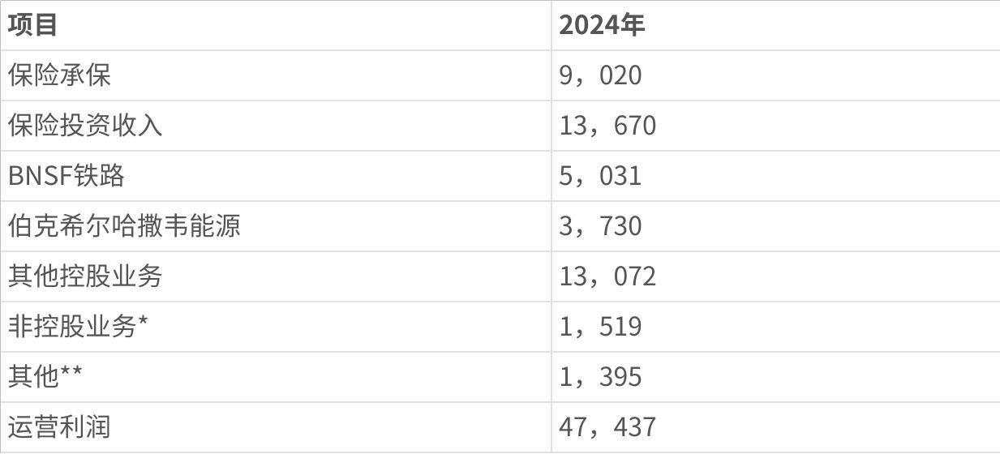 项目 2024年
保险承保 9，020
保险投资收入 13，670
BNSF铁路 5，031
伯克希尔哈撒韦能源 3，730
其他控股业务 13，072
非控股业务* 1，519
其他** 1，395
运营利润 47，437